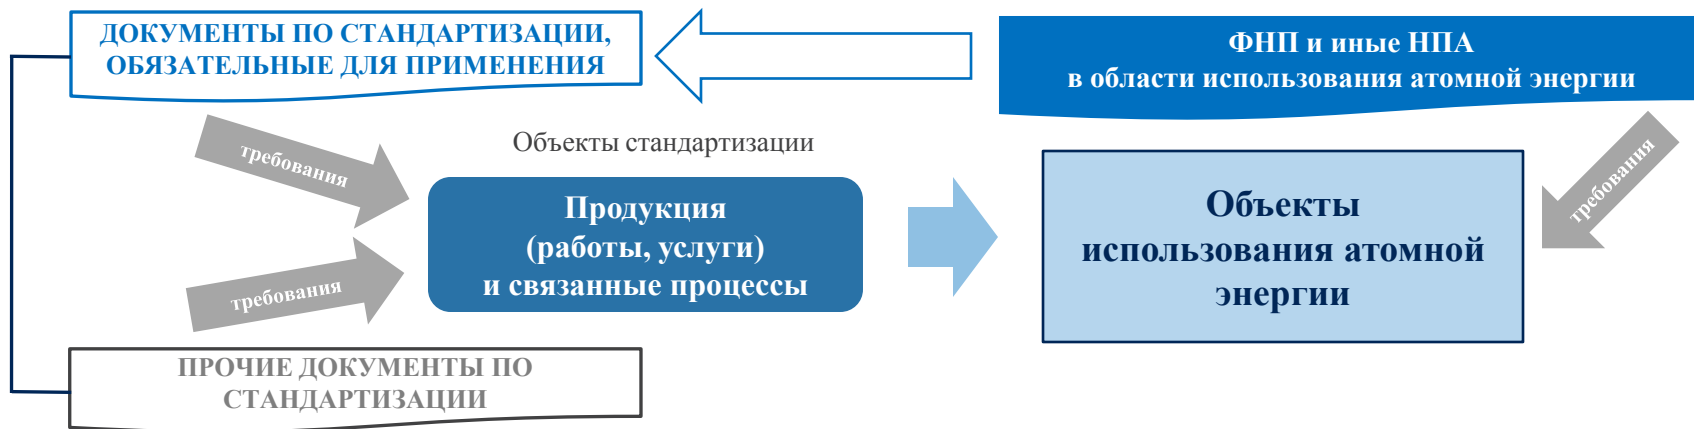 ДОКУМЕНТЫ ПО СТАНДАРТИЗАЦИИ,
ОБЯЗАТЕЛЬНЫЕ ДЛЯ ПРИМЕНЕНИЯ
ФНП и иные НПА
в области использования атомной энергии
Объекты стандартизации
требования
требования
Продукция
(работы, услуги)
и связанные процессы
Объекты
использования атомной
энергии
требования
ПРОЧИЕ ДОКУМЕНТЫ ПО
СТАНДАРТИЗАЦИИ